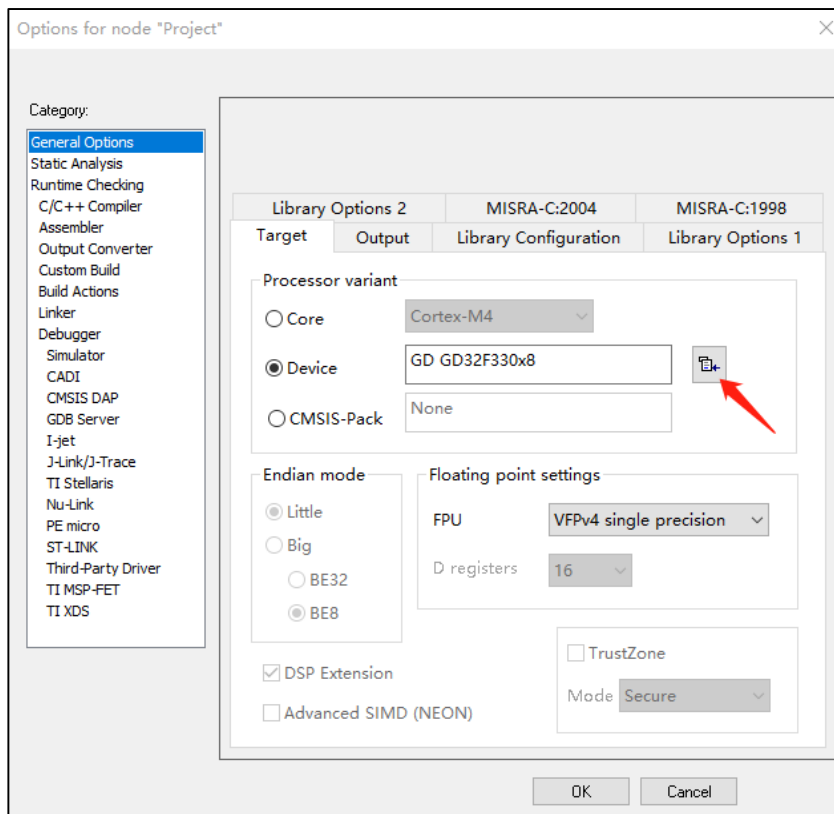 Options for node "Project"
Category:
General Options
Static Analysis
Runtime Checking
C/C++ Compiler
Assembler
Output Converter
Custom Build
Build Actions
Linker
Debugger
Simulator
CADI
CMSIS DAP
GDB Server
I-jet
J-Link/J-Trace
TI Stellaris
Nu-Link
PE micro
ST-LINK
Third-Party Driver
TI MSP-FET
TI XDS
Library Options 2 MISRA-C:2004 MISRA-C:1998
Target Output Library Configuration Library Options 1
Processor variant
Core Cortex-M4
Device GD GD32F330x8
CMSIS-Pack None
Endian mode
Little
Big
BE32
BE8
Floating point settings
FPU VFPv4 single precision
D registers 16
DSP Extension
Advanced SIMD (NEON)
TrustZone
Mode Secure
OK Cancel